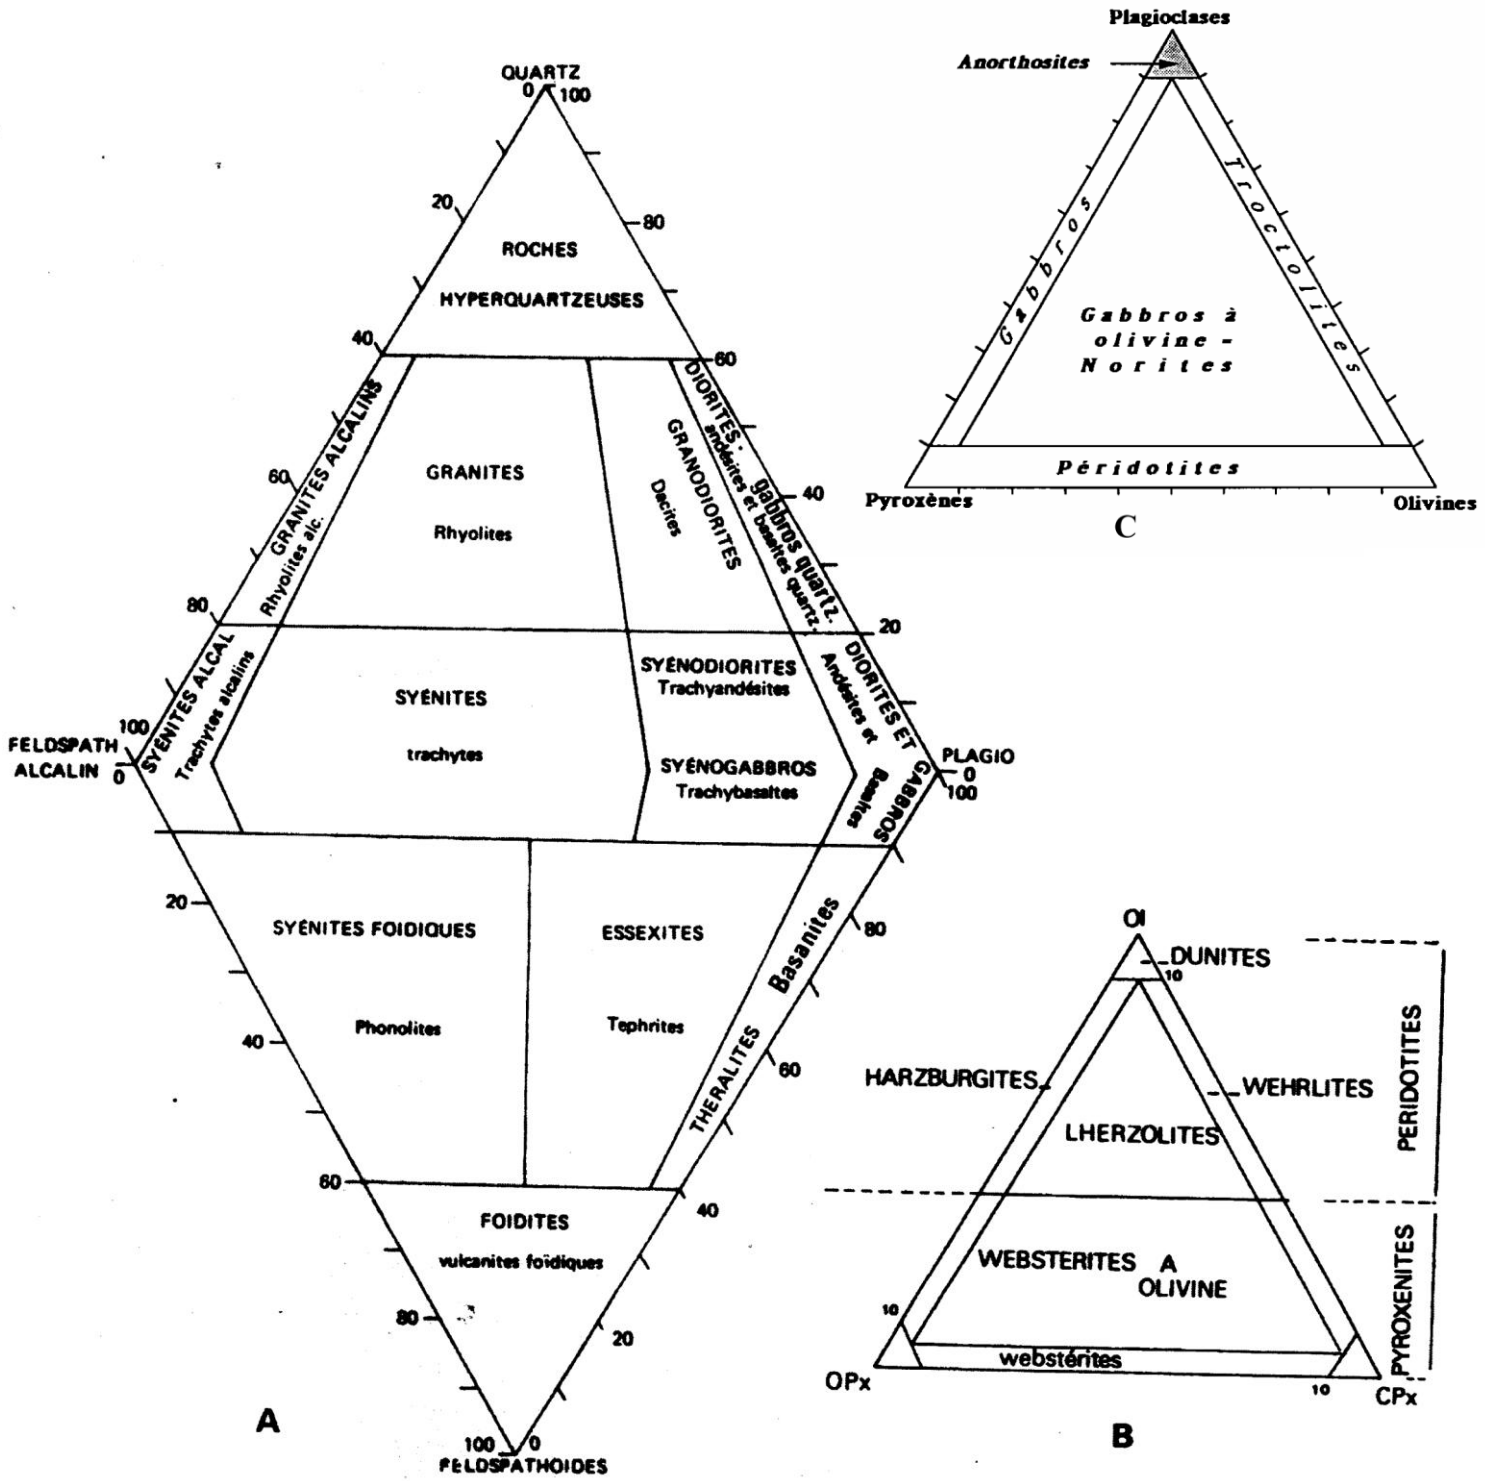 QUARTZ
0 100
20
80
ROCHES
HYPERQUARTZEUSES
40
60
GRANITES ALCALINS
Rhyolites alc.
GRANITES
Rhyolites
GRANODIORITES
Dacites
DIORITES - gabbros quartz.
andésites et basaltes quartz.
60
40
80
20
SYÉNITES ALCAL
Trachytes alcalins
SYÉNITES
trachytes
SYÉNODIORITES
Trachyandésites
SYÉNOGABBROS
Trachybasaltes
DIORITES ET GABBROS
Andésites et Basaltes
100
FELDSPATH
ALCALIN 0
PLAGIO
0
100
20
80
SYÉNITES FOIDIQUES
Phonolites
ESSEXITES
Tephrites
THERALITES Basanites
40
60
60
40
FOIDITES
vulcanites foïdiques
80
20
100 0
FELDSPATHOIDES
A
Plagioclases
Anorthosites
Gabbros
Troctolites
Gabbros à
olivine -
Norites
Péridotites
Pyroxènes
Olivines
C
Ol
DUNITES
10
HARZBURGITES
WEHRLITES
LHERZOLITES
PERIDOTITES
WEBSTERITES A
OLIVINE
PYROXENITES
10
webstérites
OPx
10
CPx
B